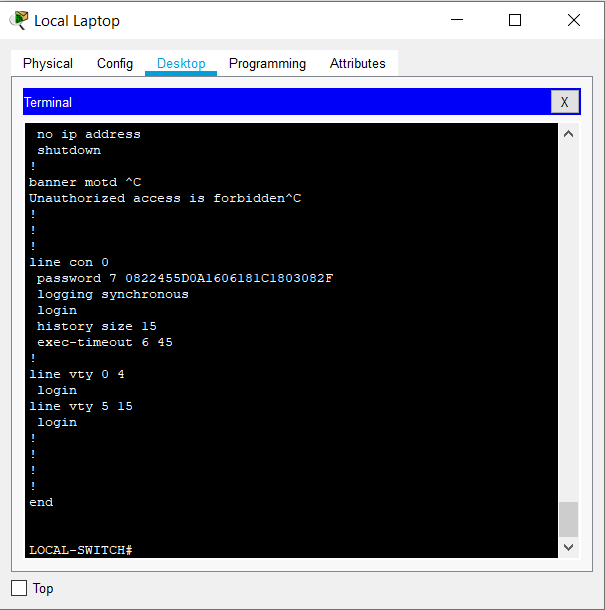 Local Laptop
Physical Config Desktop Programming Attributes
Terminal
X
no ip address
shutdown
!
banner motd ^C
Unauthorized access is forbidden^C
!
!
!
line con 0
password 7 0822455D0A1606181C1803082F
logging synchronous
login
history size 15
exec-timeout 6 45
!
line vty 0 4
login
line vty 5 15
login
!
!
!
!
end
LOCAL-SWITCH#
Top